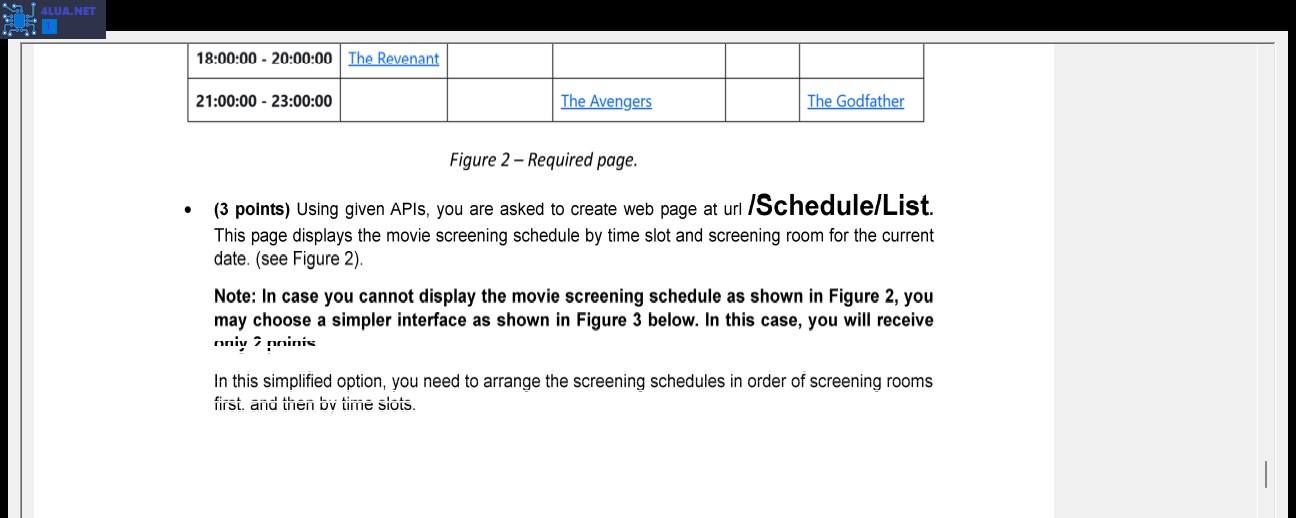 4LUA.NET
18:00:00 - 20:00:00 The Revenant
21:00:00 - 23:00:00 The Avengers The Godfather
Figure 2 – Required page.
• (3 points) Using given APIs, you are asked to create web page at url /Schedule/List.
This page displays the movie screening schedule by time slot and screening room for the current
date. (see Figure 2).
Note: In case you cannot display the movie screening schedule as shown in Figure 2, you
may choose a simpler interface as shown in Figure 3 below. In this case, you will receive
only 2 points
In this simplified option, you need to arrange the screening schedules in order of screening rooms
first, and then by time slots.